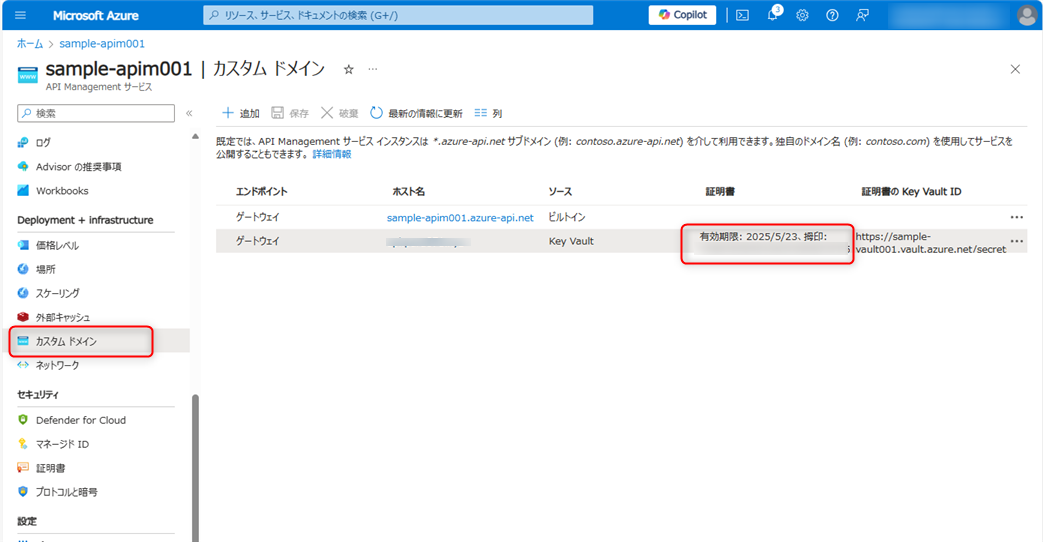 Microsoft Azure
リソース、サービス、ドキュメントの検索 (G+/)
Copilot
3
ホーム > sample-apim001
sample-apim001 | カスタム ドメイン
API Management サービス
検索
ログ
Advisor の推奨事項
Workbooks
Deployment + infrastructure
価格レベル
場所
スケーリング
外部キャッシュ
カスタム ドメイン
ネットワーク
セキュリティ
Defender for Cloud
マネージド ID
証明書
プロトコルと暗号
設定
追加 保存 破棄 最新の情報に更新 列
既定では、API Management サービス インスタンスは *.azure-api.net サブドメイン (例: contoso.azure-api.net) を介して利用できます。独自のドメイン名 (例: contoso.com) を使用してサービスを
公開することもできます。 詳細情報
エンドポイント ホスト名 ソース 証明書 証明書の Key Vault ID
ゲートウェイ sample-apim001.azure-api.net ビルトイン
ゲートウェイ Key Vault 有効期限: 2025/5/23、拇印: https://sample-
vault001.vault.azure.net/secret